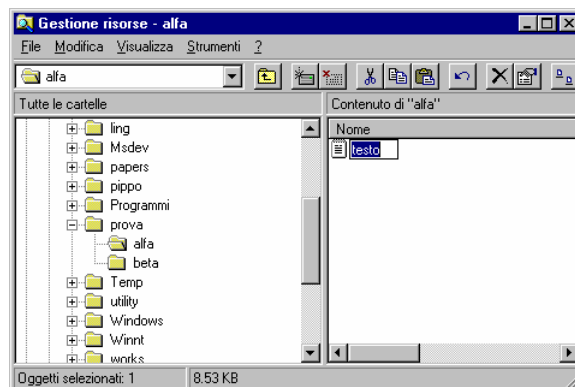 Gestione risorse - alfa
File Modifica Visualizza Strumenti ?
alfa
Tutte le cartelle
Contenuto di "alfa"
ling
Msdev
papers
pippo
Programmi
prova
alfa
beta
Temp
utility
Windows
Winnt
works
Nome
testo
Oggetti selezionati: 1
8.53 KB